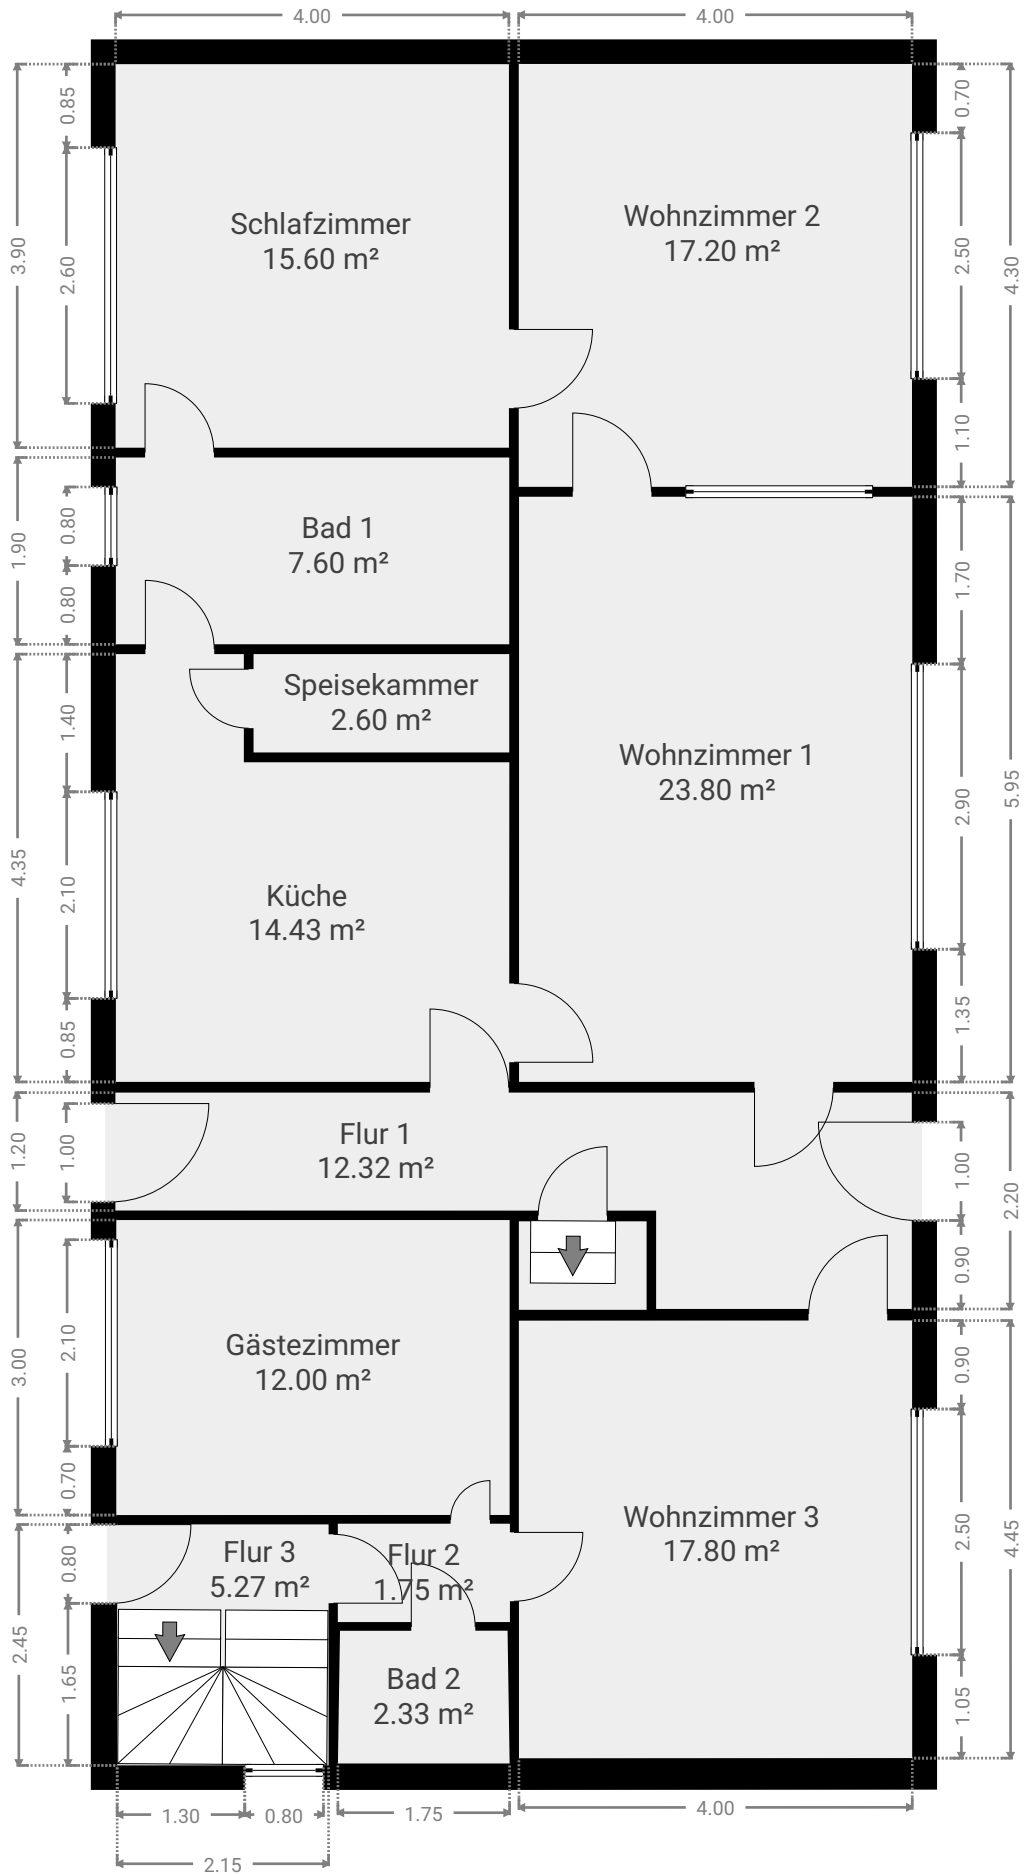 4.00
4.00
0.85
2.60
3.90
0.70
2.50
4.30
1.10
Schlafzimmer
15.60 m²
Wohnzimmer 2
17.20 m²
1.90
0.80
0.80
Bad 1
7.60 m²
1.70
Speisekammer
2.60 m²
1.40
4.35
2.10
0.85
Wohnzimmer 1
23.80 m²
2.90
5.95
1.35
Küche
14.43 m²
1.20
1.00
Flur 1
12.32 m²
1.00
2.20
0.90
3.00
2.10
0.70
Gästezimmer
12.00 m²
0.90
2.50
4.45
1.05
Wohnzimmer 3
17.80 m²
2.45
0.80
1.65
Flur 3
5.27 m²
Flur 2
1.75 m²
Bad 2
2.33 m²
1.30
0.80
1.75
4.00
2.15